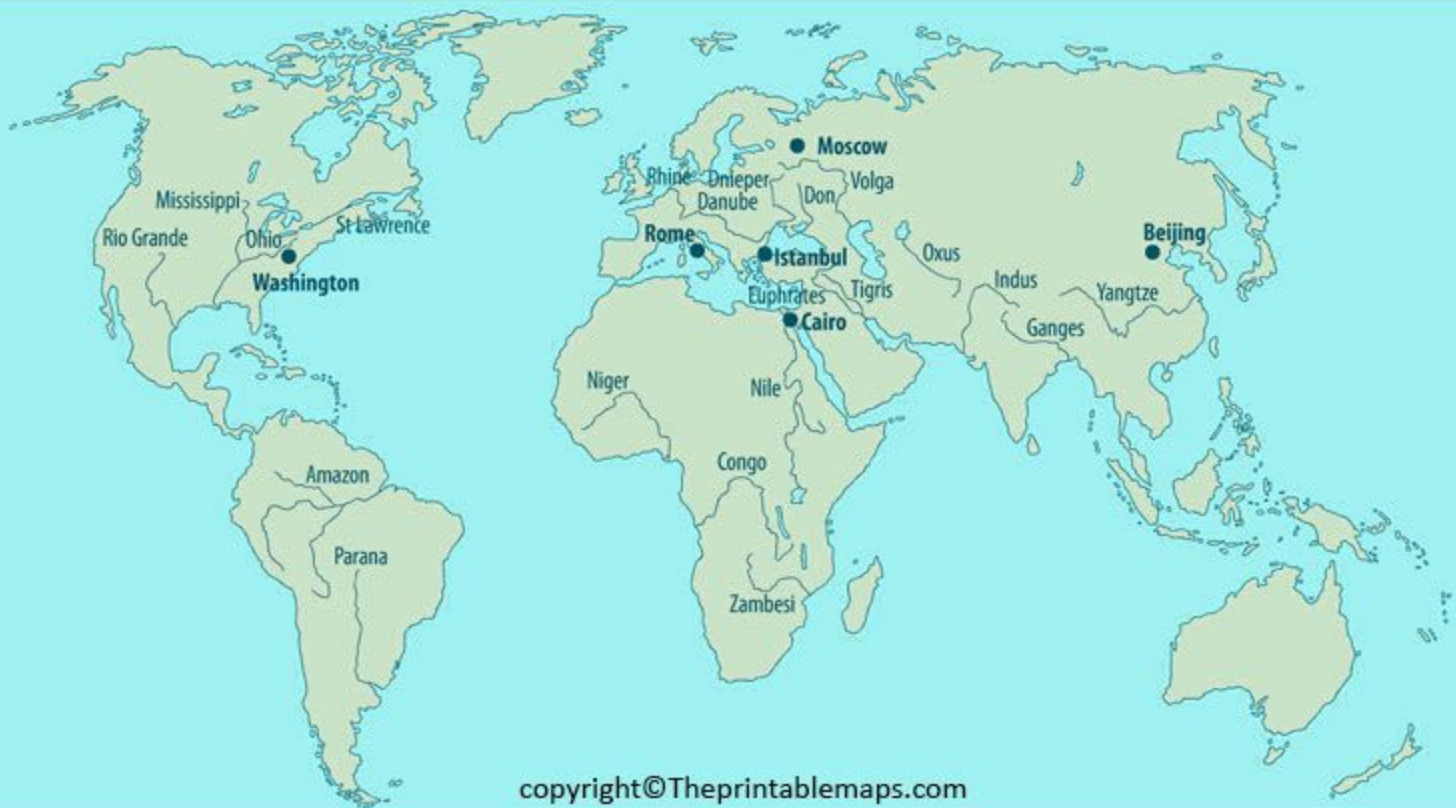 Moscow
Rhine
Dnieper
Volga
Mississippi
Danube
Don
St Lawrence
Rio Grande
Ohio
Rome
Beijing
Istanbul
Oxus
Washington
Indus
Euphrates
Tigris
Yangtze
Cairo
Ganges
Niger
Nile
Congo
Amazon
Parana
Zambesi
copyright©Theprintablemaps.com